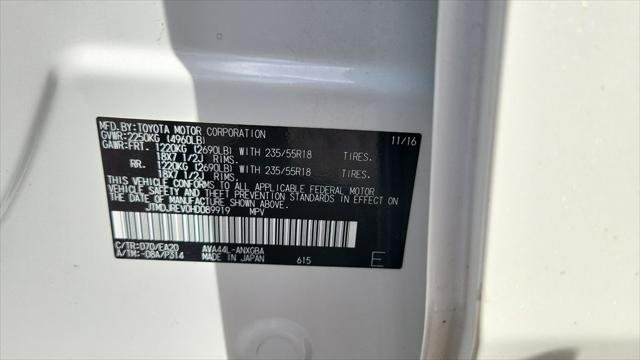 MFD.BY:TOYOTA MOTOR CORPORATION 11/16
GVWR:2250KG (4960LB)
GAWR:FRT. 1220KG (2690LB) WITH 235/55R18 TIRES.
18X7 1/2J RIMS.
RR. 1220KG (2690LB) WITH 235/55R18 TIRES.
18X7 1/2J RIMS.
THIS VEHICLE CONFORMS TO ALL APPLICABLE FEDERAL MOTOR
VEHICLE SAFETY AND THEFT PREVENTION STANDARDS IN EFFECT ON
THE DATE OF MANUFACTURE SHOWN ABOVE.
JTMDJREV0HD089919 MPV
C/TR:070/EA20 AVA44L-ANXGBA
A/TM:-08A/P314 MADE IN JAPAN 615 E